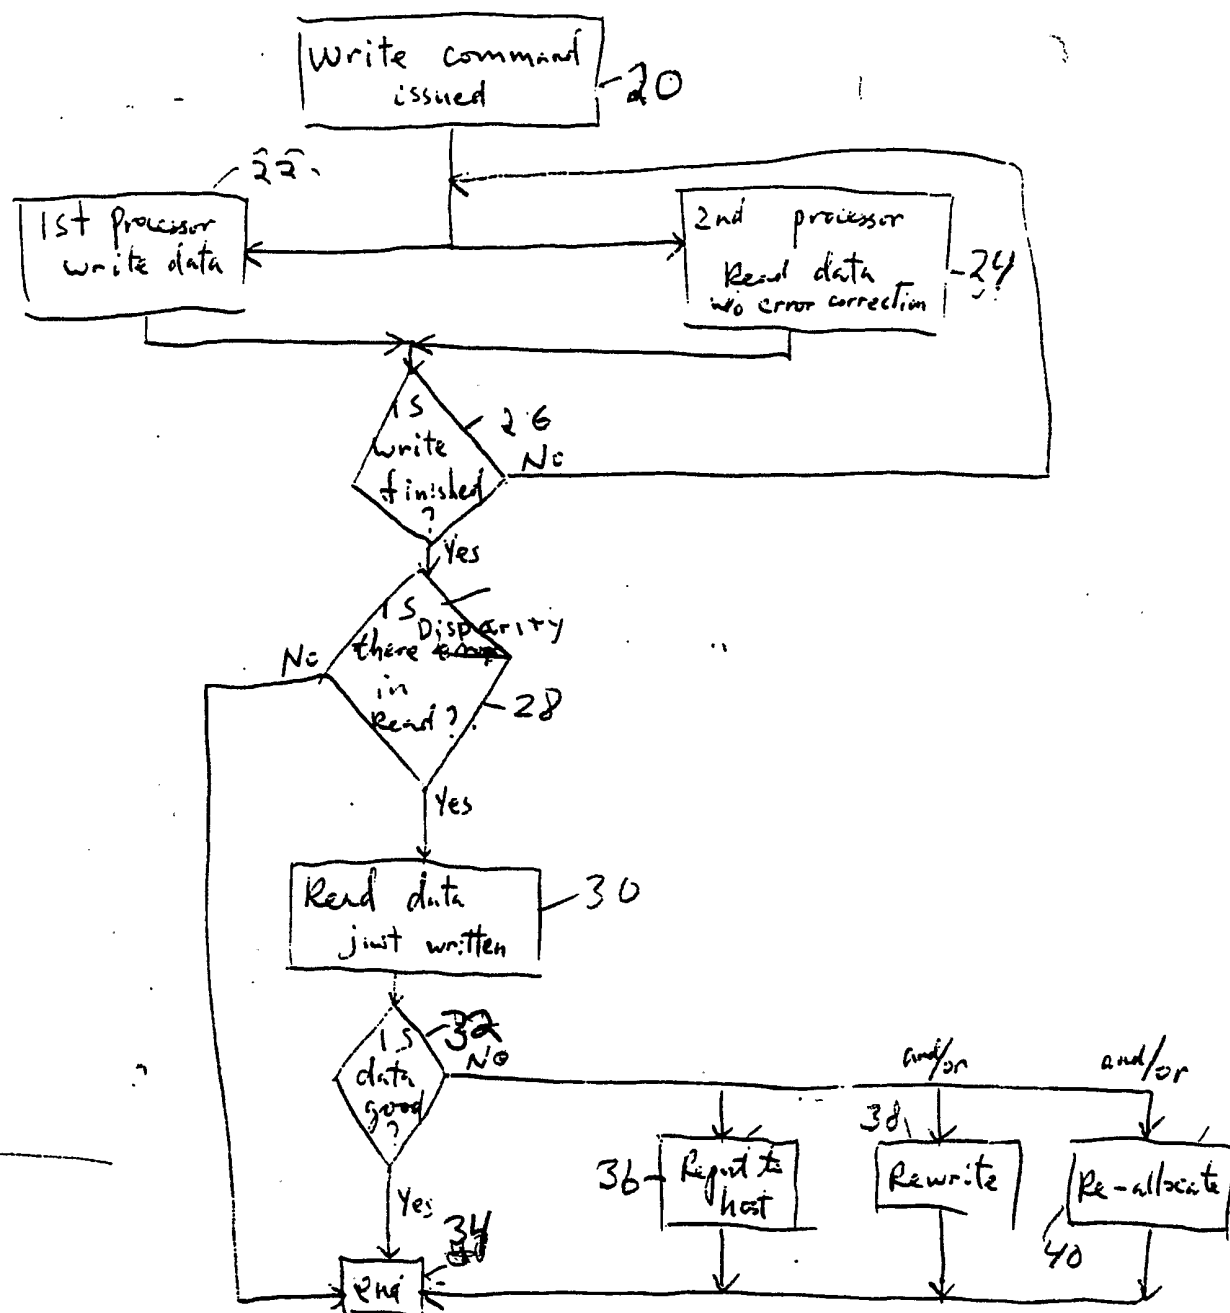 Write command
issued
20
22
1st processor
write data
2nd processor
Read data
w/o error correction
24
is
write
finished
?
26
No
Yes
is
Disparity
there
in
Read?
28
No
Yes
Read data
just written
30
is
data
good
?
32
No
Yes
end
34
and/or
and/or
36
Report to
host
38
Rewrite
Re-allocate
40